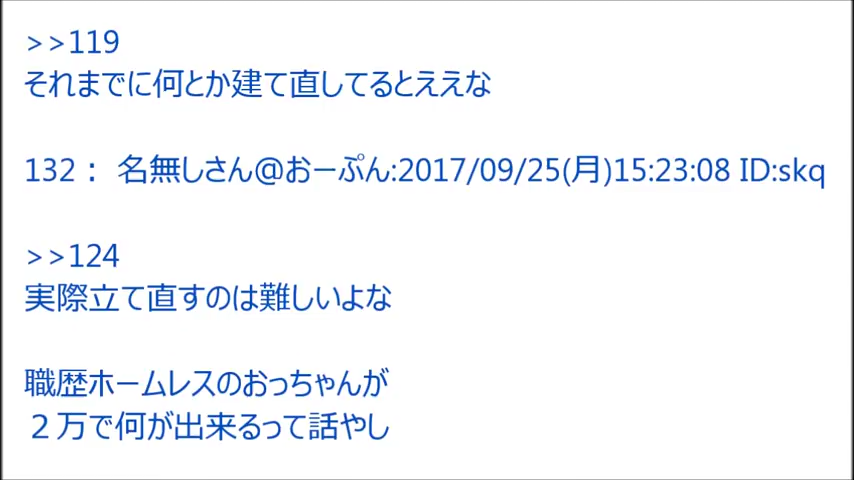 >>119
それまでに何とか建て直してるとええな
132： 名無しさん@おーぷん:2017/09/25(月)15:23:08 ID:skq
>>124
実際立て直すのは難しいよな
職歴ホームレスのおっちゃんが
２万で何が出来るって話やし